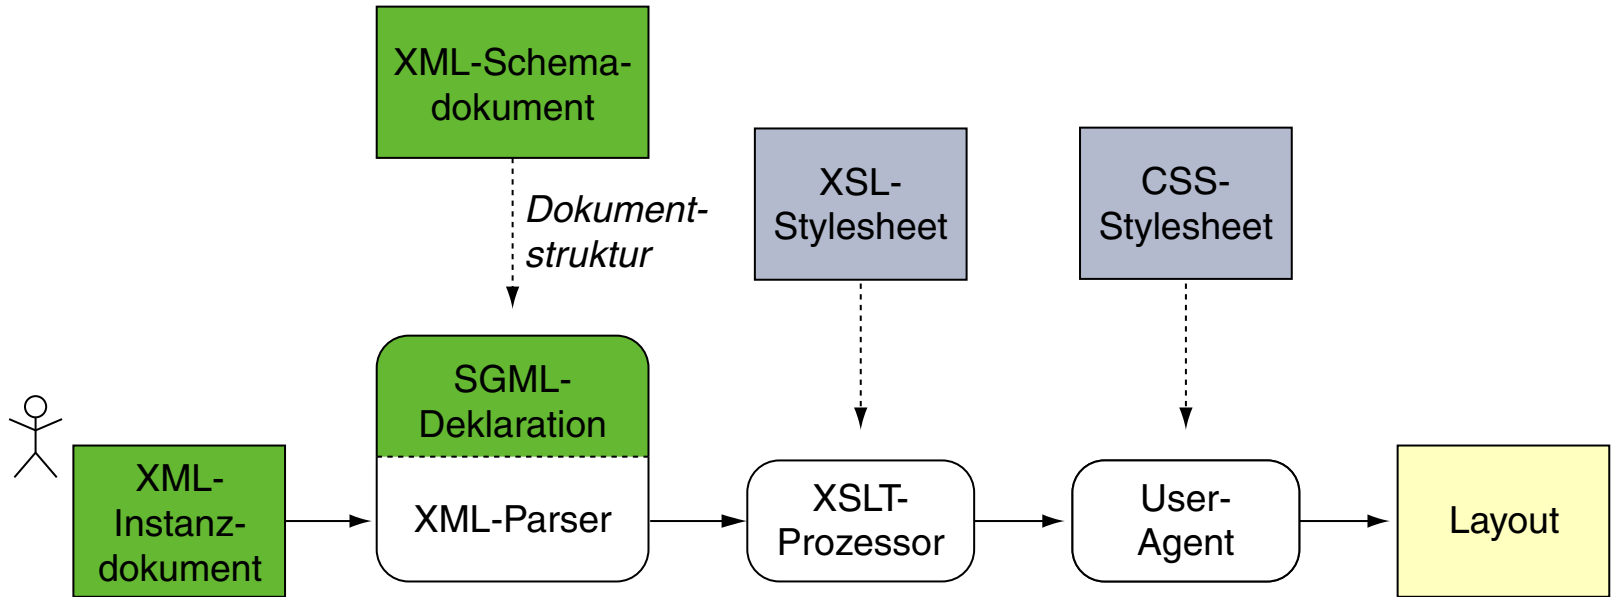 XML-Schema-
dokument
Dokument-
struktur
XSL-
Stylesheet
CSS-
Stylesheet
SGML-
Deklaration
XML-
Instanz-
dokument
XML-Parser
XSLT-
Prozessor
User-
Agent
Layout